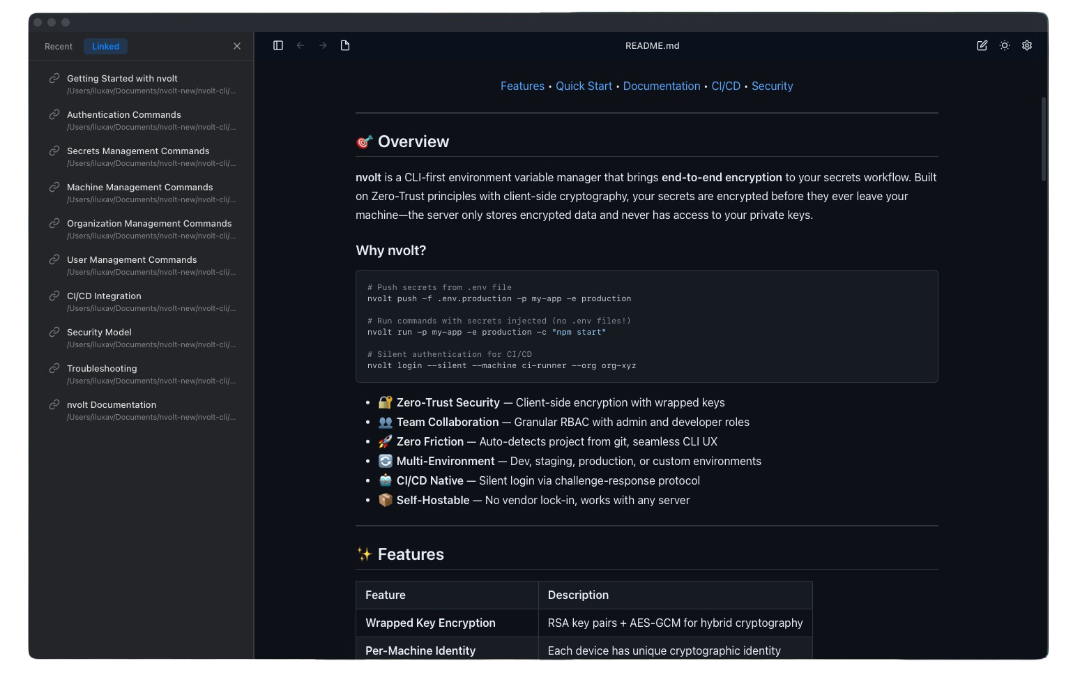 Recent Linked
README.md
Getting Started with nvolt
/Users/iluxav/Documents/nvolt-new/nvolt-cli/...
Authentication Commands
/Users/iluxav/Documents/nvolt-new/nvolt-cli/...
Secrets Management Commands
/Users/iluxav/Documents/nvolt-new/nvolt-cli/...
Machine Management Commands
/Users/iluxav/Documents/nvolt-new/nvolt-cli/...
Organization Management Commands
/Users/iluxav/Documents/nvolt-new/nvolt-cli/...
User Management Commands
/Users/iluxav/Documents/nvolt-new/nvolt-cli/...
CI/CD Integration
/Users/iluxav/Documents/nvolt-new/nvolt-cli/...
Security Model
/Users/iluxav/Documents/nvolt-new/nvolt-cli/...
Troubleshooting
/Users/iluxav/Documents/nvolt-new/nvolt-cli/...
nvolt Documentation
/Users/iluxav/Documents/nvolt-new/nvolt-cli/...
Features • Quick Start • Documentation • CI/CD • Security
🎯 Overview
nvolt is a CLI-first environment variable manager that brings end-to-end encryption to your secrets workflow. Built
on Zero-Trust principles with client-side cryptography, your secrets are encrypted before they ever leave your
machine—the server only stores encrypted data and never has access to your private keys.
Why nvolt?
# Push secrets from .env file
nvolt push -f .env.production -p my-app -e production
# Run commands with secrets injected (no .env files!)
nvolt run -p my-app -e production -c "npm start"
# Silent authentication for CI/CD
nvolt login --silent --machine ci-runner --org org-xyz
• 🔐 Zero-Trust Security — Client-side encryption with wrapped keys
• 👥 Team Collaboration — Granular RBAC with admin and developer roles
• 🚀 Zero Friction — Auto-detects project from git, seamless CLI UX
• 🔄 Multi-Environment — Dev, staging, production, or custom environments
• 🤖 CI/CD Native — Silent login via challenge-response protocol
• 📦 Self-Hostable — No vendor lock-in, works with any server
✨ Features
Feature Description
Wrapped Key Encryption RSA key pairs + AES-GCM for hybrid cryptography
Per-Machine Identity Each device has unique cryptographic identity